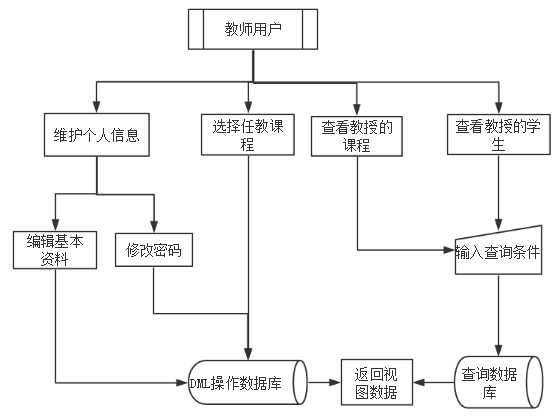 教师用户
维护个人信息
选择任教课
程
查看教授的
课程
查看教授的学
生
编辑基本
资料
修改密码
输入查询条件
DML操作数据库
返回视
图数据
查询数据
库